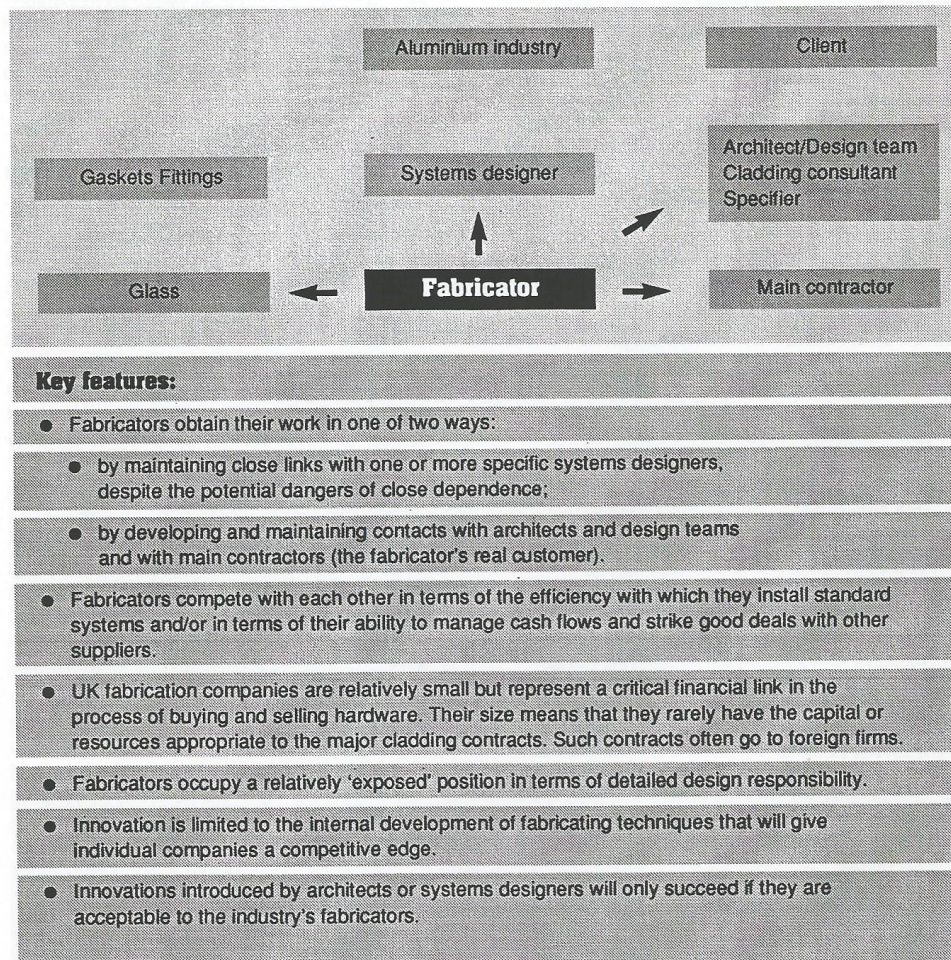 Aluminium industry
Client
Gaskets Fittings
Systems designer
Architect/Design team
Cladding consultant
Specifier
Glass
Fabricator
Main contractor
Key features:
● Fabricators obtain their work in one of two ways:
● by maintaining close links with one or more specific systems designers,
despite the potential dangers of close dependence;
● by developing and maintaining contacts with architects and design teams
and with main contractors (the fabricator's real customer).
● Fabricators compete with each other in terms of the efficiency with which they install standard
systems and/or in terms of their ability to manage cash flows and strike good deals with other
suppliers.
● UK fabrication companies are relatively small but represent a critical financial link in the
process of buying and selling hardware. Their size means that they rarely have the capital or
resources appropriate to the major cladding contracts. Such contracts often go to foreign firms.
● Fabricators occupy a relatively 'exposed' position in terms of detailed design responsibility.
● Innovation is limited to the internal development of fabricating techniques that will give
individual companies a competitive edge.
● Innovations introduced by architects or systems designers will only succeed if they are
acceptable to the industry's fabricators.